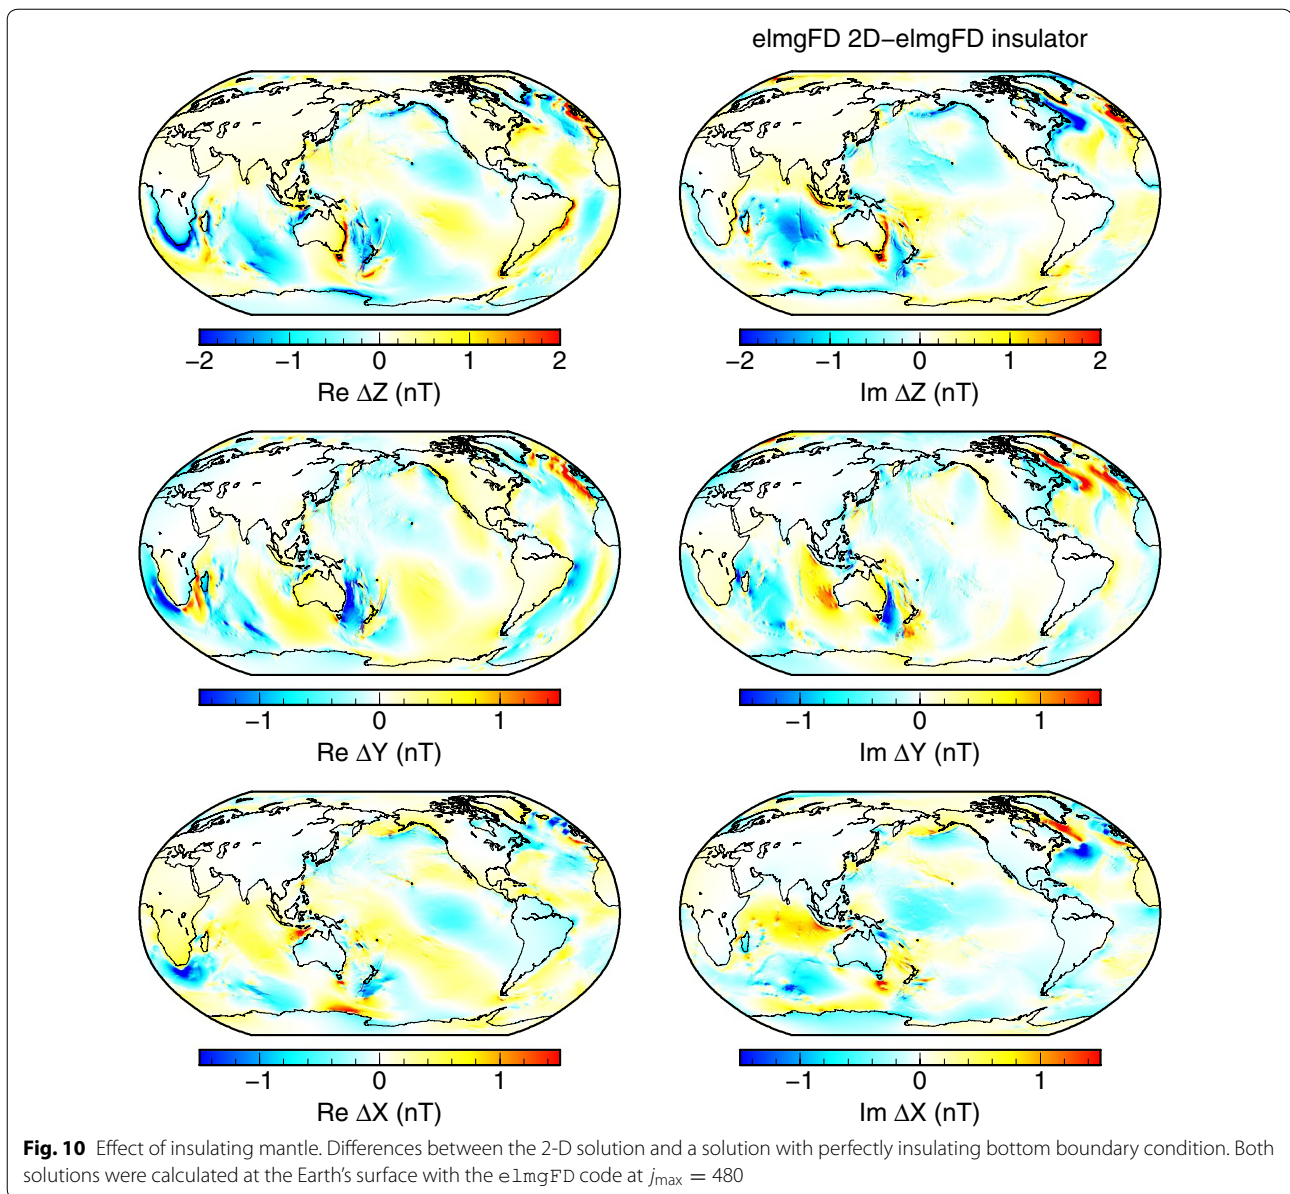 elmgFD 2D−elmgFD insulator
−2 −1 0 1 2
Re ΔZ (nT)
−2 −1 0 1 2
Im ΔZ (nT)
−1 0 1
Re ΔY (nT)
−1 0 1
Im ΔY (nT)
−1 0 1
Re ΔX (nT)
−1 0 1
Im ΔX (nT)
Fig. 10 Effect of insulating mantle. Differences between the 2-D solution and a solution with perfectly insulating bottom boundary condition. Both
solutions were calculated at the Earth’s surface with the elmgFD code at jmax = 480